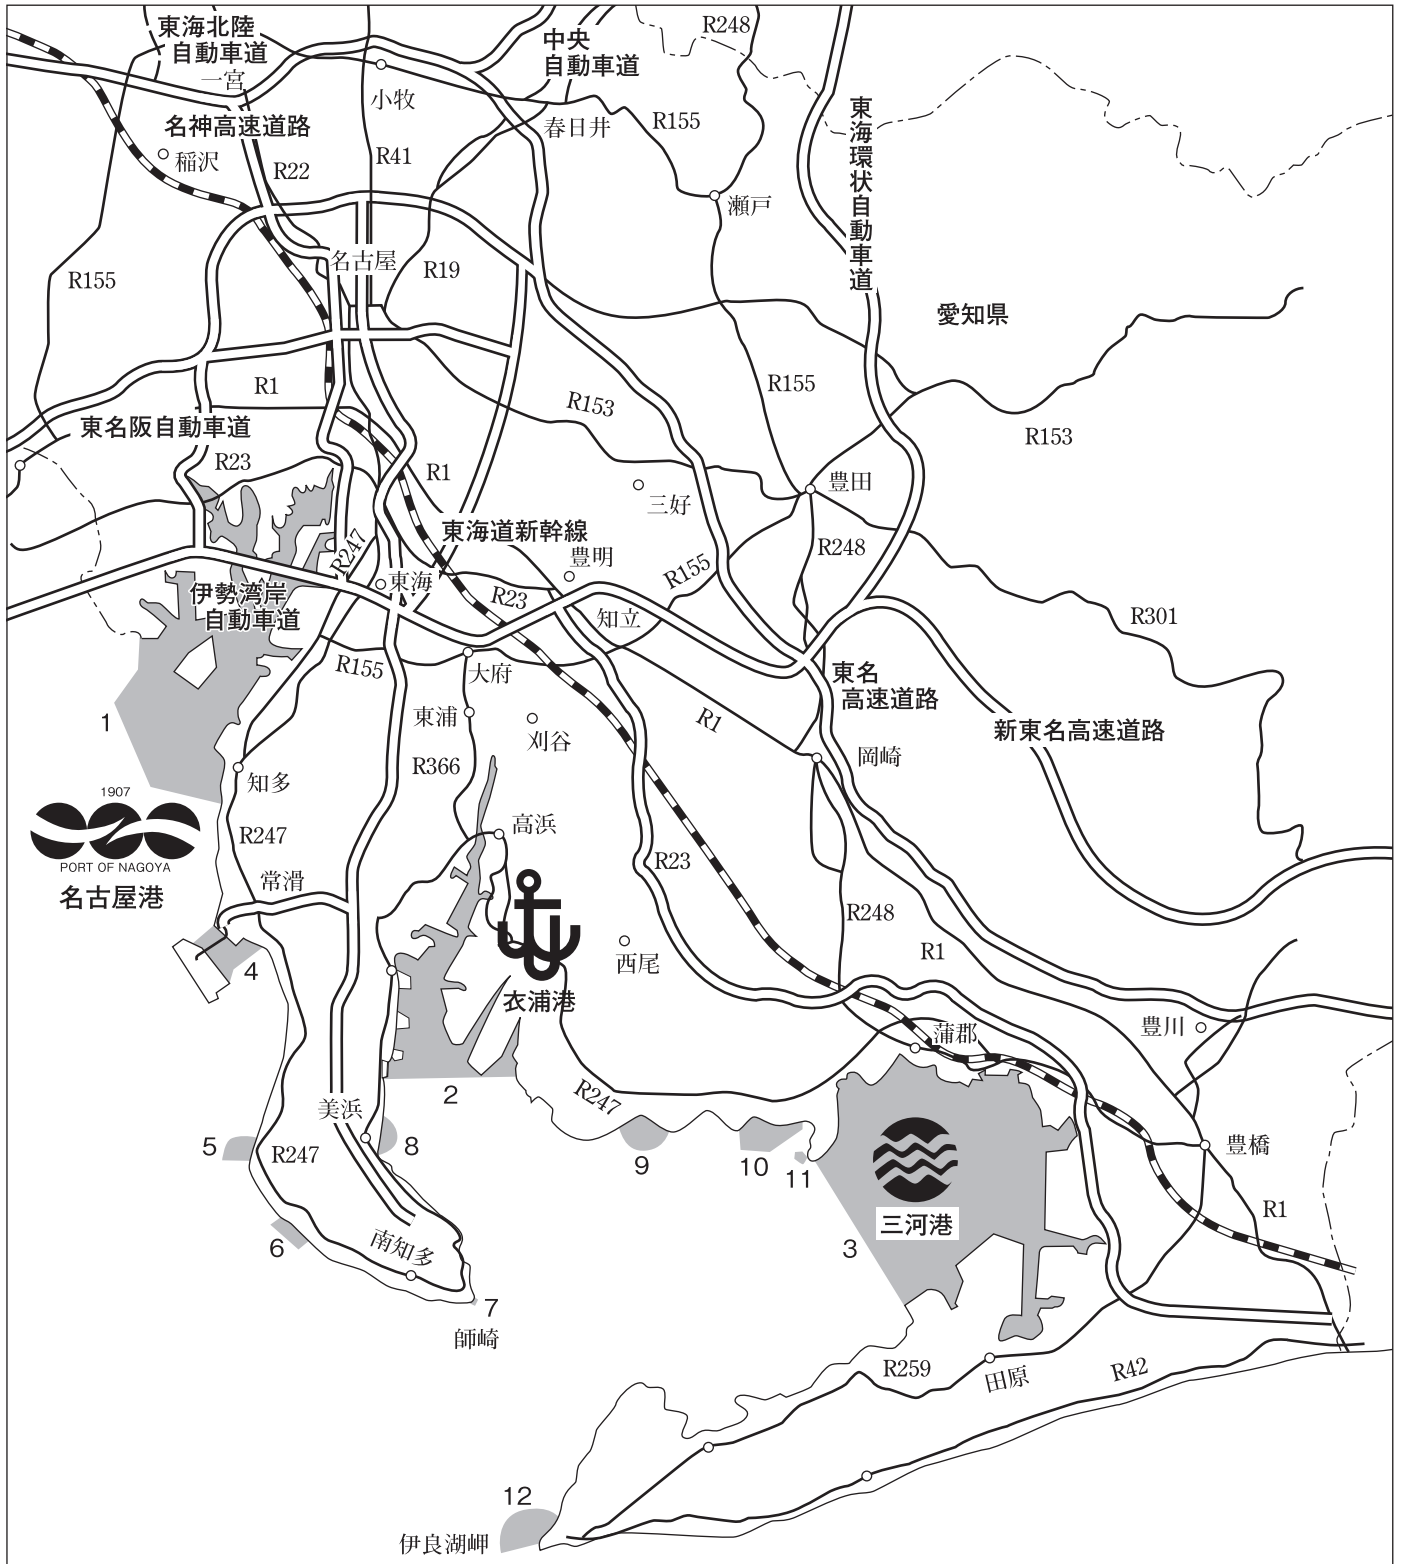 東海北陸
自動車道
一宮
中央
自動車道
R248
小牧
春日井
R155
東海環状自動車道
名神高速道路
稲沢
R22
R41
瀬戸
名古屋
R19
R155
愛知県
R1
R155
R153
R153
東名阪自動車道
R23
R1
三好
豊田
東海道新幹線
R247
豊明
R155
R248
伊勢湾岸
自動車道
東海
R23
知立
R301
R155
大府
東名
高速道路
1
東浦
刈谷
R1
新東名高速道路
知多
R366
岡崎
1907
PORT OF NAGOYA
名古屋港
R247
高浜
R23
常滑
R248
4
西尾
R1
衣浦港
豊川
蒲郡
2
R247
美浜
5
R247
8
9
10
11
豊橋
三河港
R1
6
南知多
3
7
師崎
R259
田原
R42
12
伊良湖岬